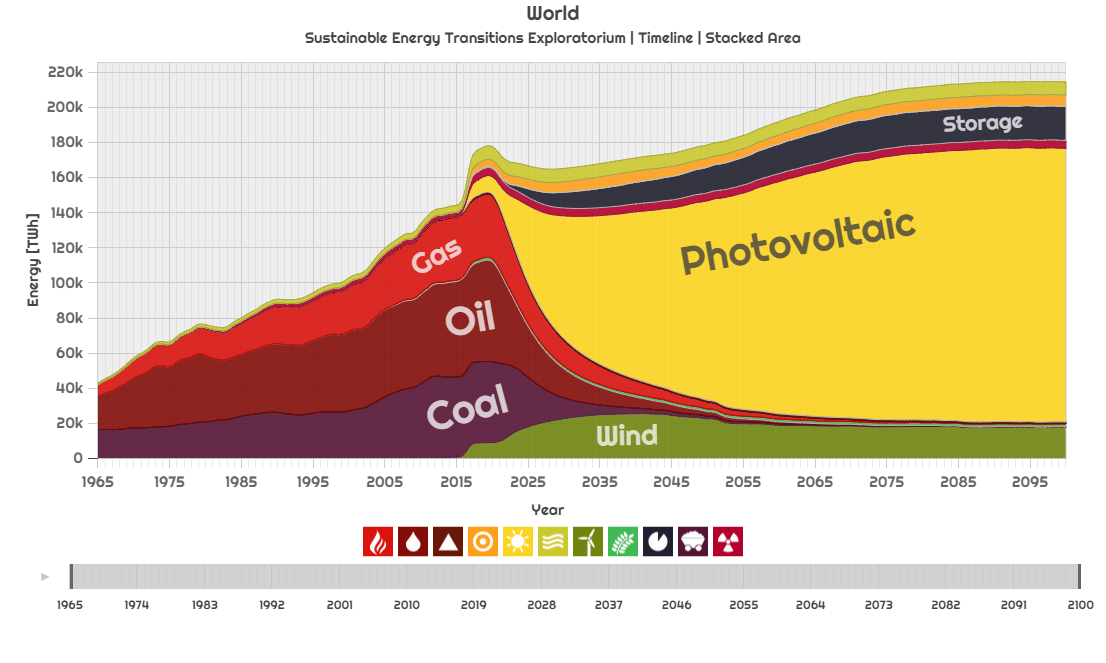 World
Sustainable Energy Transitions Exploratorium | Timeline | Stacked Area
220k
200k
180k
160k
140k
120k
100k
80k
60k
40k
20k
0
Energy [TWh]
Gas
Oil
Coal
Wind
Photovoltaic
Storage
1965 1975 1985 1995 2005 2015 2025 2035 2045 2055 2065 2075 2085 2095
Year
1965 1974 1983 1992 2001 2010 2019 2028 2037 2046 2055 2064 2073 2082 2091 2100